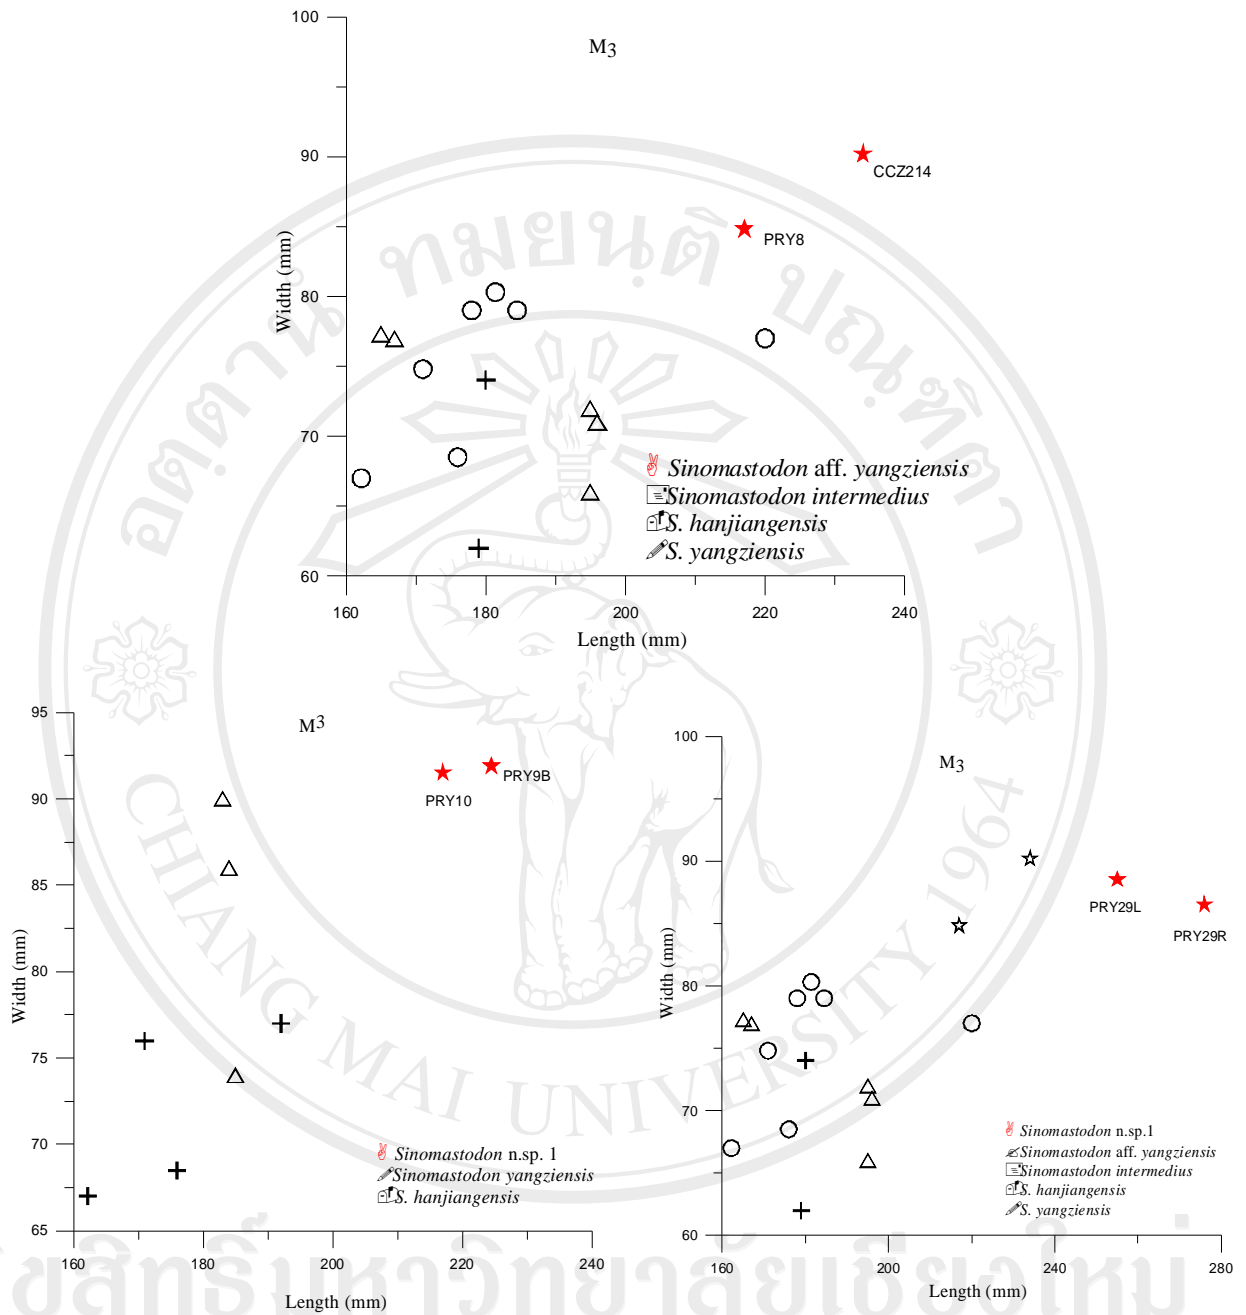 100
M3
90
CCZ214
PRY8
Width (mm)
80
70
Sinomastodon aff. yangziensis
Sinomastodon intermedius
S. hanjiangensis
S. yangziensis
60
160 180 200 220 240
Length (mm)
95
M3
PRY9B
PRY10
90
85
80
Width (mm)
75
70
Sinomastodon n.sp. 1
Sinomastodon yangziensis
S. hanjiangensis
65
160 180 200 220 240
Length (mm)
100
M3
90
PRY29L
PRY29R
80
Width (mm)
70
Sinomastodon n.sp.1
Sinomastodon aff. yangziensis
Sinomastodon intermedius
S. hanjiangensis
S. yangziensis
60
160 200 240 280
Length (mm)
CHIANG MAI UNIVERSITY 1964